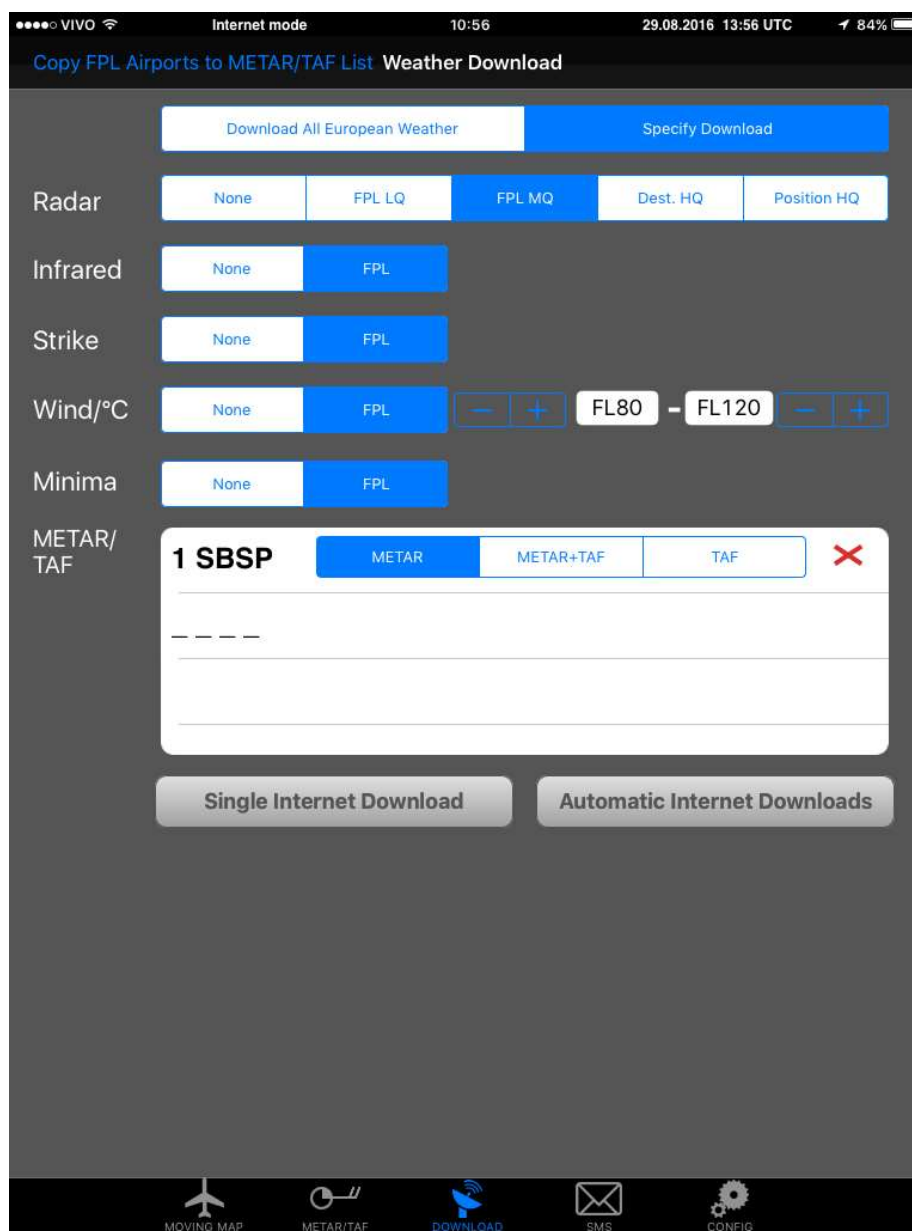 VIVO Internet mode 10:56 29.08.2016 13:56 UTC 84%
Copy FPL Airports to METAR/TAF List Weather Download
Download All European Weather Specify Download
Radar None FPL LQ FPL MQ Dest. HQ Position HQ
Infrared None FPL
Strike None FPL
Wind/°C None FPL − + FL80 - FL120 − +
Minima None FPL
METAR/
TAF
1 SBSP METAR METAR+TAF TAF
_ _ _ _
Single Internet Download Automatic Internet Downloads
MOVING MAP METAR/TAF DOWNLOAD SMS CONFIG